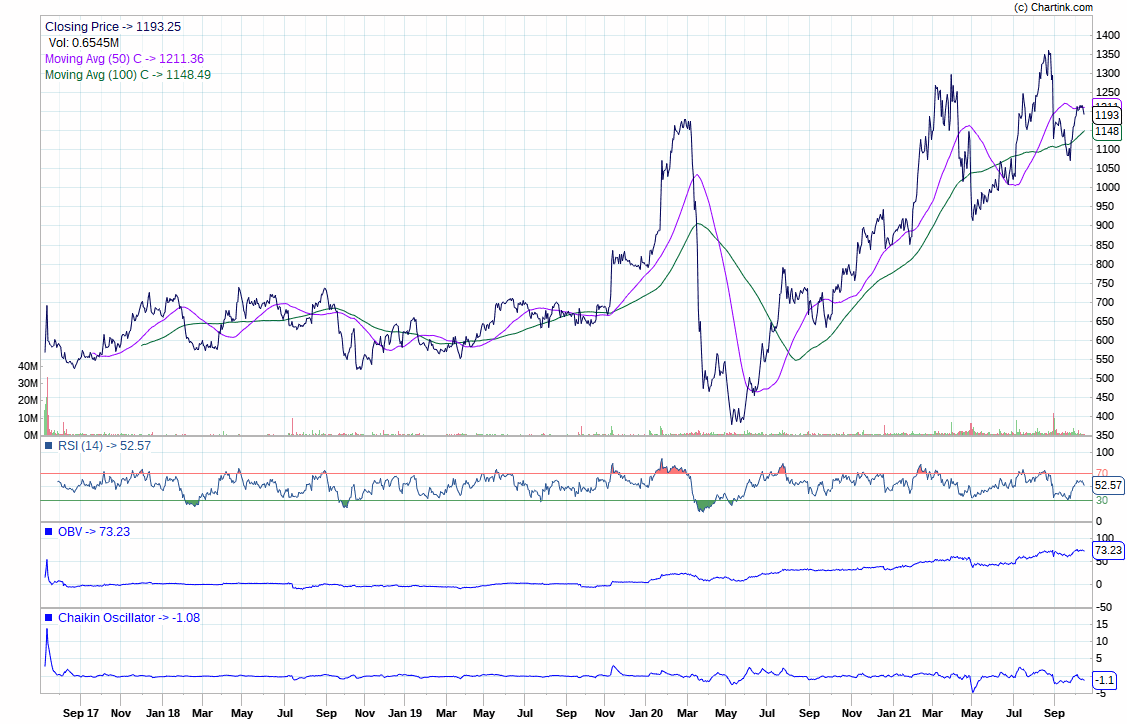 (c) Chartink.com
Closing Price -> 1193.25
Vol: 0.6545M
Moving Avg (50) C -> 1211.36
Moving Avg (100) C -> 1148.49
1400
1350
1300
1250
1211
1193
1148
1100
1050
1000
950
900
850
800
750
700
650
600
550
500
450
400
350
40M
30M
20M
10M
0M
RSI (14) -> 52.57
100
70
52.57
30
0
OBV -> 73.23
100
73.23
50
0
-50
Chaikin Oscillator -> -1.08
15
10
5
-1.1
-5
Sep 17 Nov Jan 18 Mar May Jul Sep Nov Jan 19 Mar May Jul Sep Nov Jan 20 Mar May Jul Sep Nov Jan 21 Mar May Jul Sep